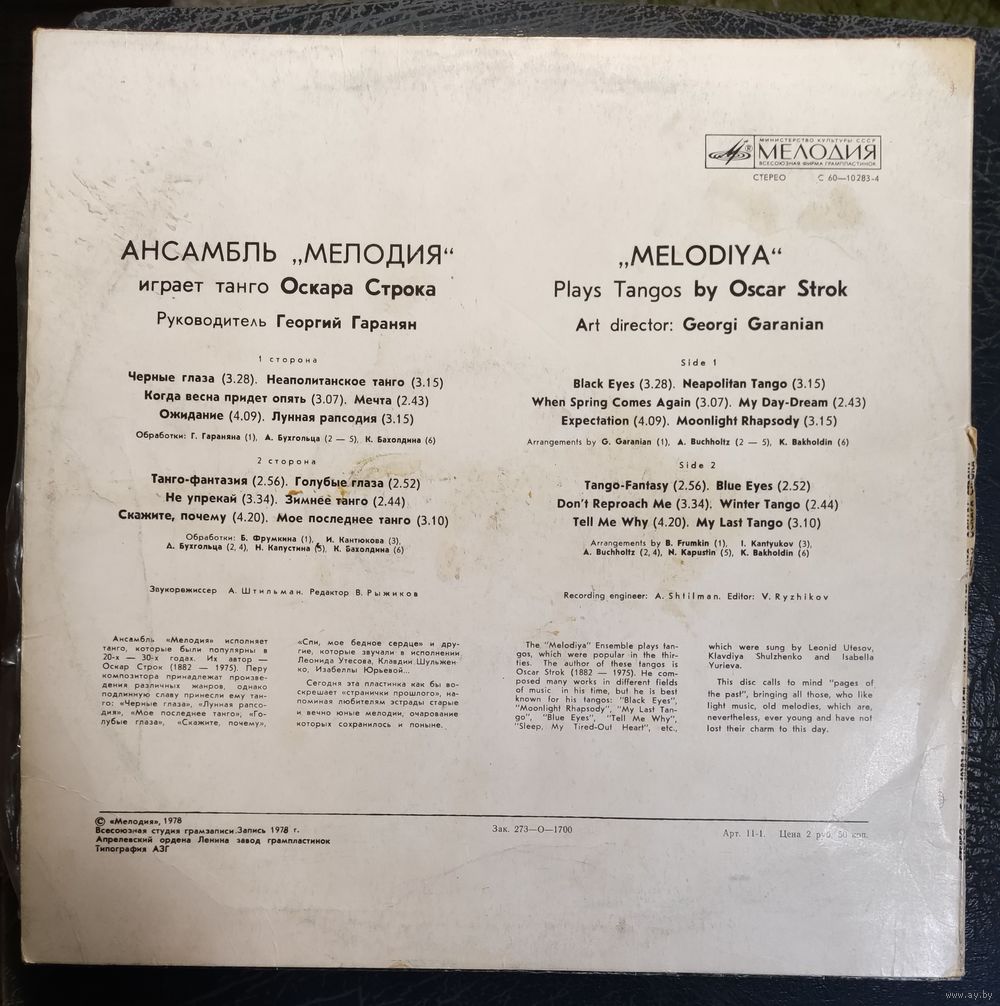 МИНИСТЕРСТВО КУЛЬТУРЫ СССР
МЕЛОДИЯ
ВСЕСОЮЗНАЯ ФИРМА ГРАМПЛАСТИНОК
СТЕРЕО С 60—10283-4
АНСАМБЛЬ „МЕЛОДИЯ“
играет танго Оскара Строка
Руководитель Георгий Гаранян
1 сторона
Черные глаза (3.28). Неаполитанское танго (3.15)
Когда весна придет опять (3.07). Мечта (2.43)
Ожидание (4.09). Лунная рапсодия (3.15)
Обработки: Г. Гараняна (1), А. Бухгольца (2 — 5), К. Бахолдина (6)
2 сторона
Танго-фантазия (2.56). Голубые глаза (2.52)
Не упрекай (3.34). Зимнее танго (2.44)
Скажите, почему (4.20). Мое последнее танго (3.10)
Обработки: Б. Фрумкина (1), И. Кантюкова (3),
А. Бухгольца (2, 4), Н. Капустина (5), К. Бахолдина (6)
Звукорежиссер А. Штильман. Редактор В. Рыжиков
Ансамбль «Мелодия» исполняет
танго, которые были популярны в
20-х — 30-х годах. Их автор —
Оскар Строк (1882 — 1975). Перу
композитора принадлежат произве-
дения различных жанров, однако
подлинную славу принесли ему тан-
го: «Черные глаза», «Лунная рапсо-
дия», «Мое последнее танго», «Го-
лубые глаза», «Скажите, почему»,
«Спи, мое бедное сердце» и дру-
гие, которые звучали в исполнении
Леонида Утесова, Клавдии Шульжен-
ко, Изабеллы Юрьевой.
Сегодня эта пластинка как бы во-
скрешает «странички прошлого», на-
поминая любителям эстрады старые
и вечно юные мелодии, очарование
которых сохранилось и поныне.
„MELODIYA“
Plays Tangos by Oscar Strok
Art director: Georgi Garanian
Side 1
Black Eyes (3.28). Neapolitan Tango (3.15)
When Spring Comes Again (3.07). My Day-Dream (2.43)
Expectation (4.09). Moonlight Rhapsody (3.15)
Arrangements by G. Garanian (1), A. Buchholtz (2 — 5), K. Bakholdin (6)
Side 2
Tango-Fantasy (2.56). Blue Eyes (2.52)
Don't Reproach Me (3.34). Winter Tango (2.44)
Tell Me Why (4.20). My Last Tango (3.10)
Arrangements by B. Frumkin (1), I. Kantyukov (3),
A. Buchholtz (2, 4), N. Kapustin (5), K. Bakholdin (6)
Recording engineer: A. Shtilman. Editor: V. Ryzhikov
The "Melodiya" Ensemble plays tan-
gos, which were popular in the thir-
ties. The author of these tangos is
Oscar Strok (1882 — 1975). He com-
posed many works in different fields
of music in his time, but he is best
known for his tangos: "Black Eyes",
"Moonlight Rhapsody", "My Last Tan-
go", "Blue Eyes", "Tell Me Why",
"Sleep, My Tired-Out Heart", etc.,
which were sung by Leonid Utesov,
Klavdiya Shulzhenko and Isabella
Yurieva.
This disc calls to mind "pages of
the past", bringing all those, who like
light music, old melodies, which are,
nevertheless, ever young and have not
lost their charm to this day.
© «Мелодия», 1978
Всесоюзная студия грамзаписи. Запись 1978 г.
Апрелевский ордена Ленина завод грампластинок
Типография АЗГ
Зак. 273—О—1700
Арт. 11-1. Цена 2 руб. 50 коп.
www.ay.by